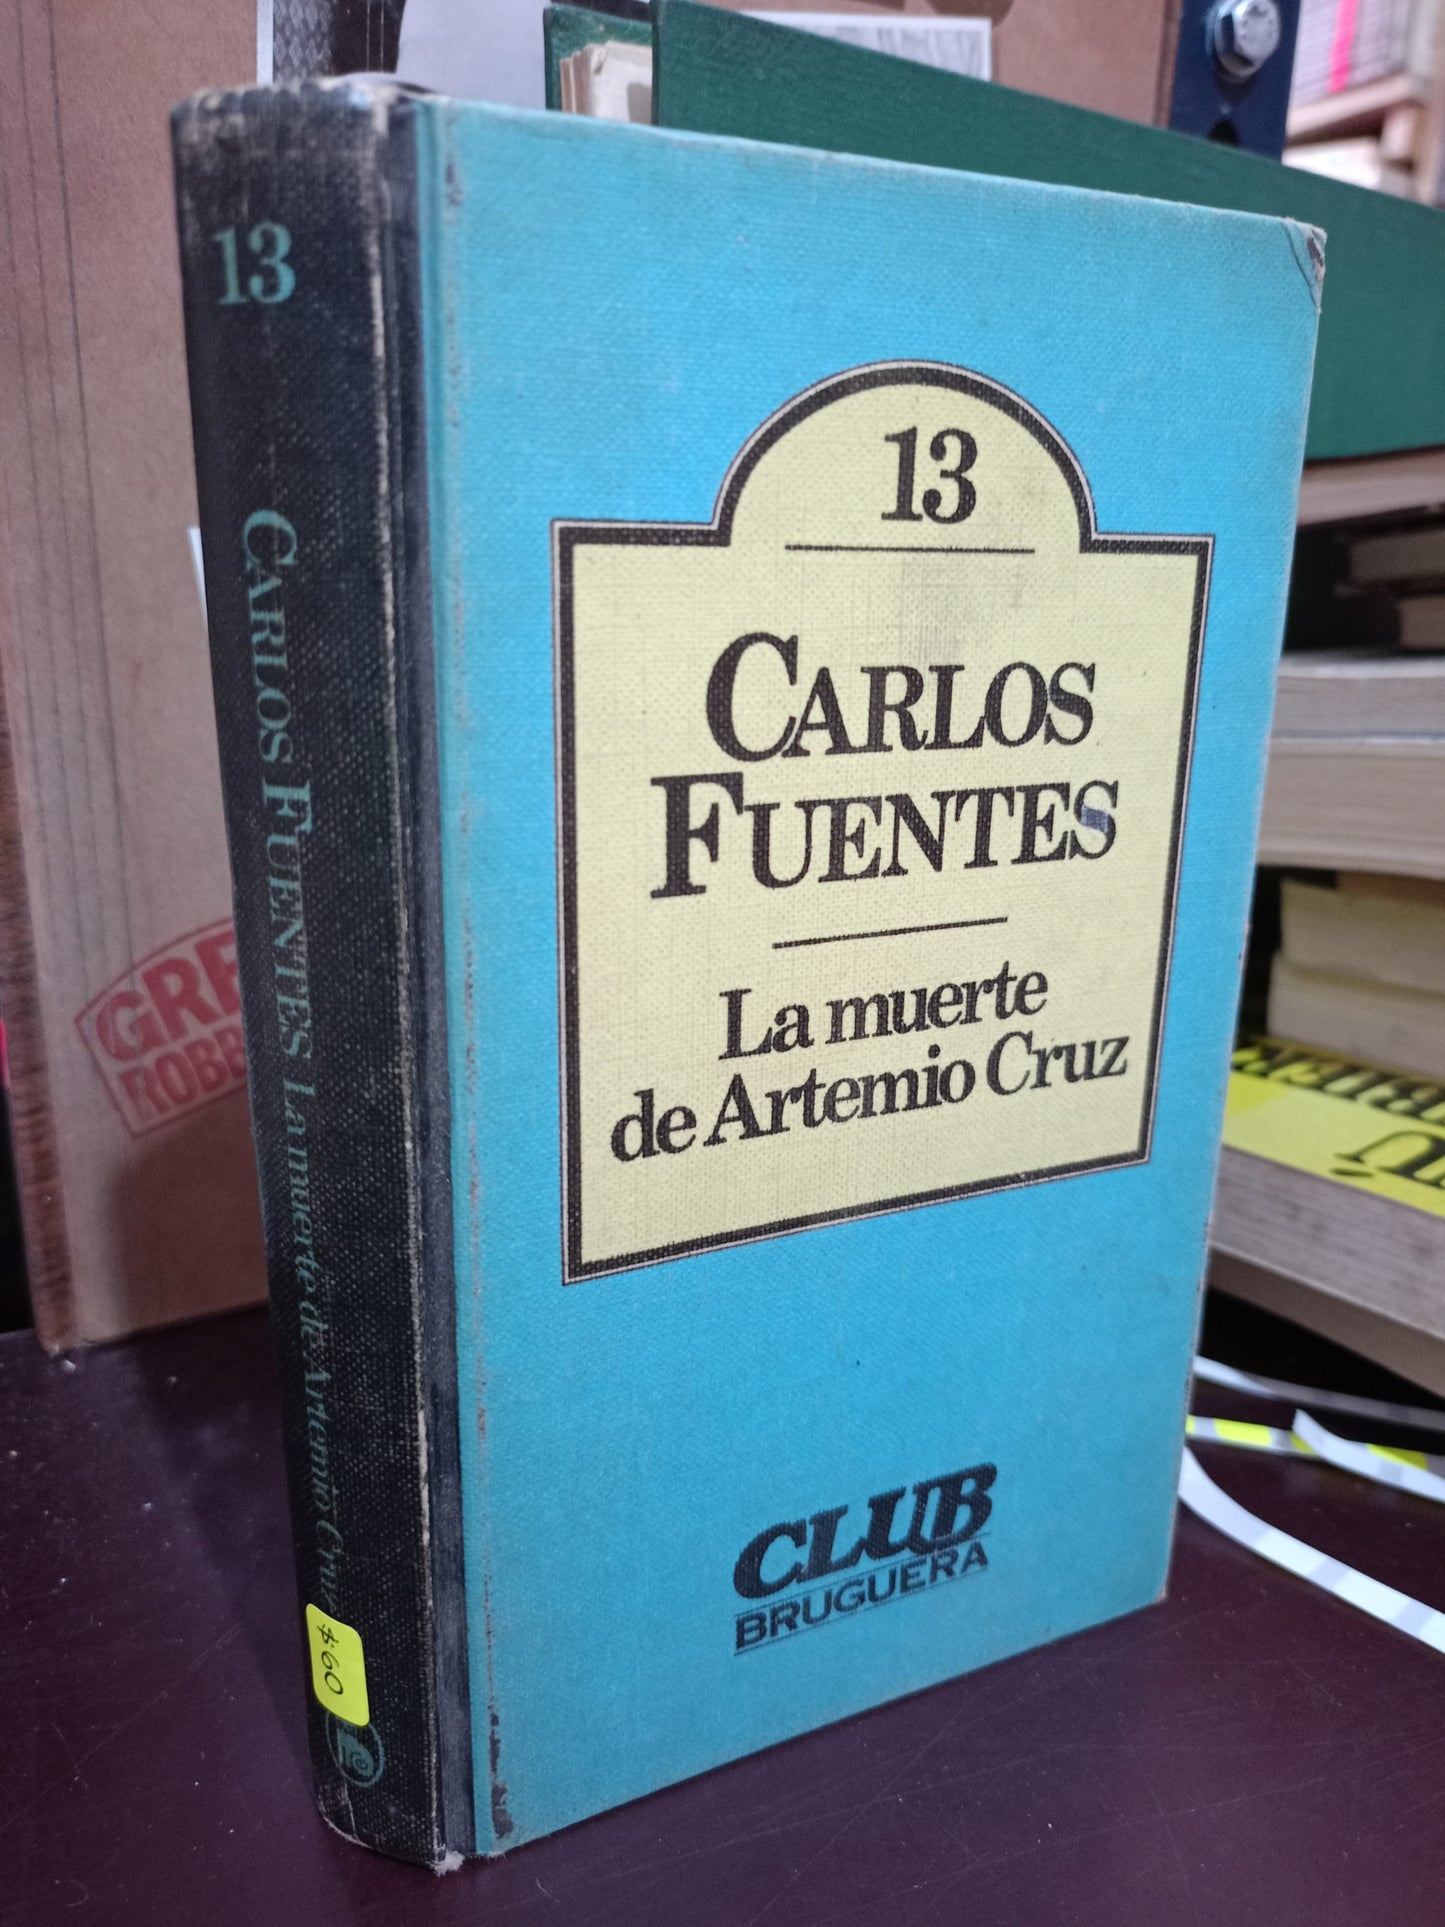 13
CARLOS FUENTES La muerte de Artemio Cruz
$60
13
CARLOS
FUENTES
La muerte
de Artemio Cruz
CLUB
BRUGUERA